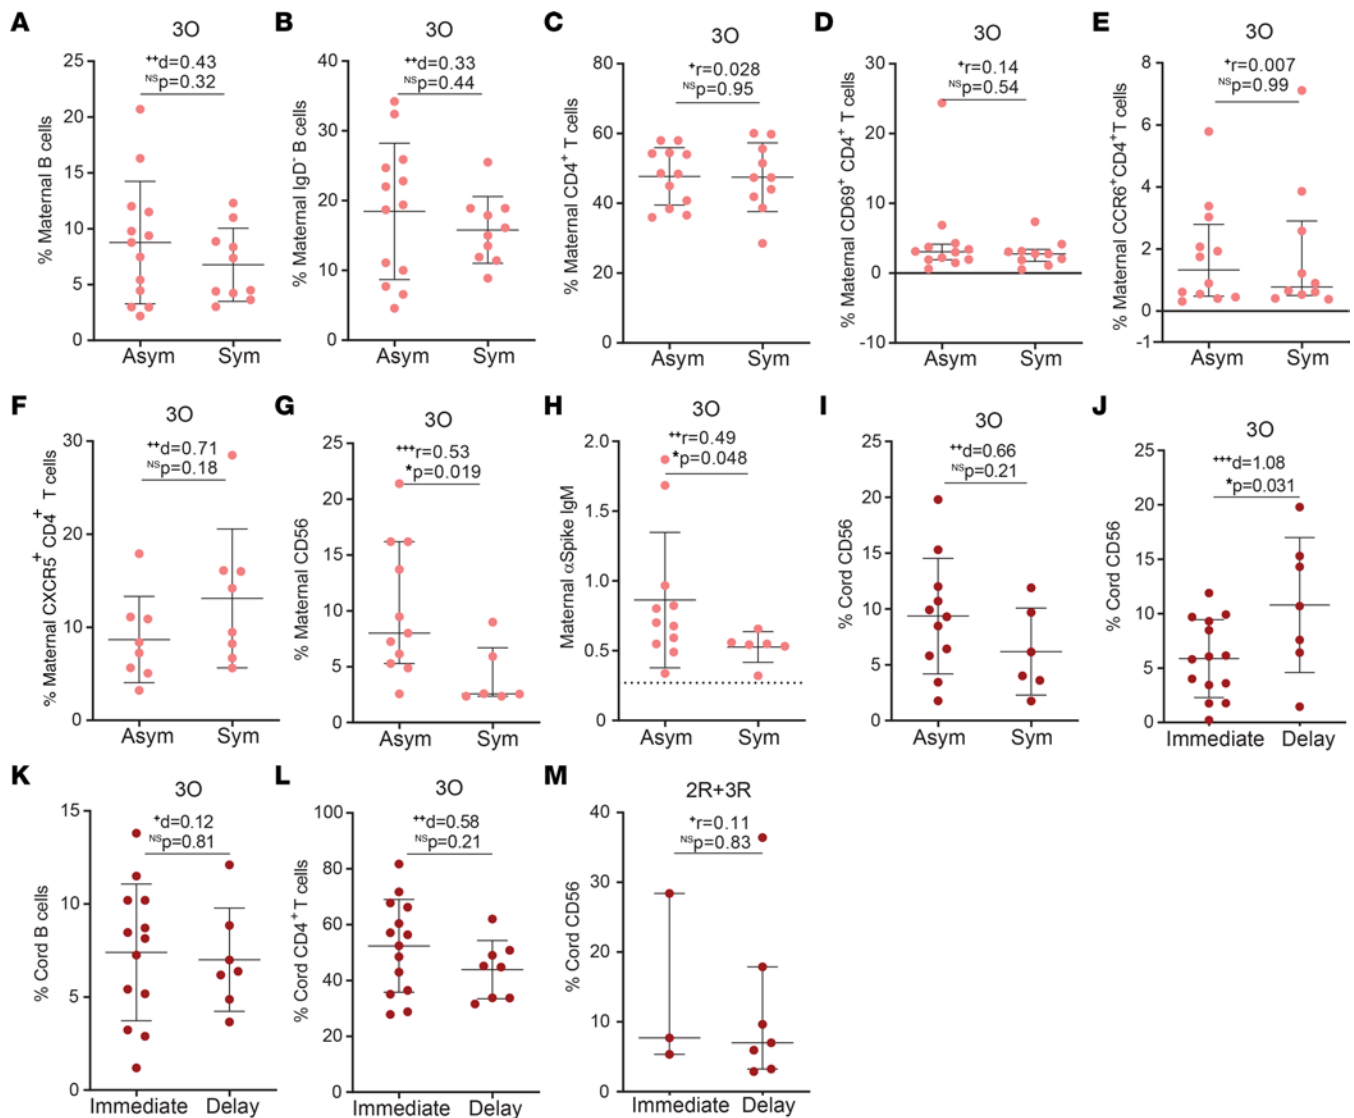 A
3O
++d=0.43
NSp=0.32
% Maternal B cells
25
20
15
10
5
0
Asym
Sym
B
3O
++d=0.33
NSp=0.44
% Maternal IgD- B cells
40
30
20
10
0
Asym
Sym
C
3O
+r=0.028
NSp=0.95
% Maternal CD4+ T cells
80
60
40
20
0
Asym
Sym
D
3O
+r=0.14
NSp=0.54
% Maternal CD69+ CD4+ T cells
30
20
10
0
-10
Asym
Sym
E
3O
+r=0.007
NSp=0.99
% Maternal CCR6+CD4+T cells
8
6
4
2
0
-1
Asym
Sym
F
3O
++d=0.71
NSp=0.18
% Maternal CXCR5+ CD4+ T cells
30
20
10
0
Asym
Sym
G
3O
+++r=0.53
*p=0.019
% Maternal CD56
25
20
15
10
5
0
Asym
Sym
H
3O
++r=0.49
*p=0.048
Maternal αSpike IgM
2.0
1.5
1.0
0.5
0
Asym
Sym
I
3O
++d=0.66
NSp=0.21
% Cord CD56
25
20
15
10
5
0
Asym
Sym
J
3O
+++d=1.08
*p=0.031
% Cord CD56
25
20
15
10
5
0
Immediate
Delay
K
3O
+d=0.12
NSp=0.81
% Cord B cells
15
10
5
0
Immediate
Delay
L
3O
++d=0.58
NSp=0.21
% Cord CD4+ T cells
100
80
60
40
20
0
Immediate
Delay
M
2R+3R
+r=0.11
NSp=0.83
% Cord CD56
40
30
20
10
0
Immediate
Delay